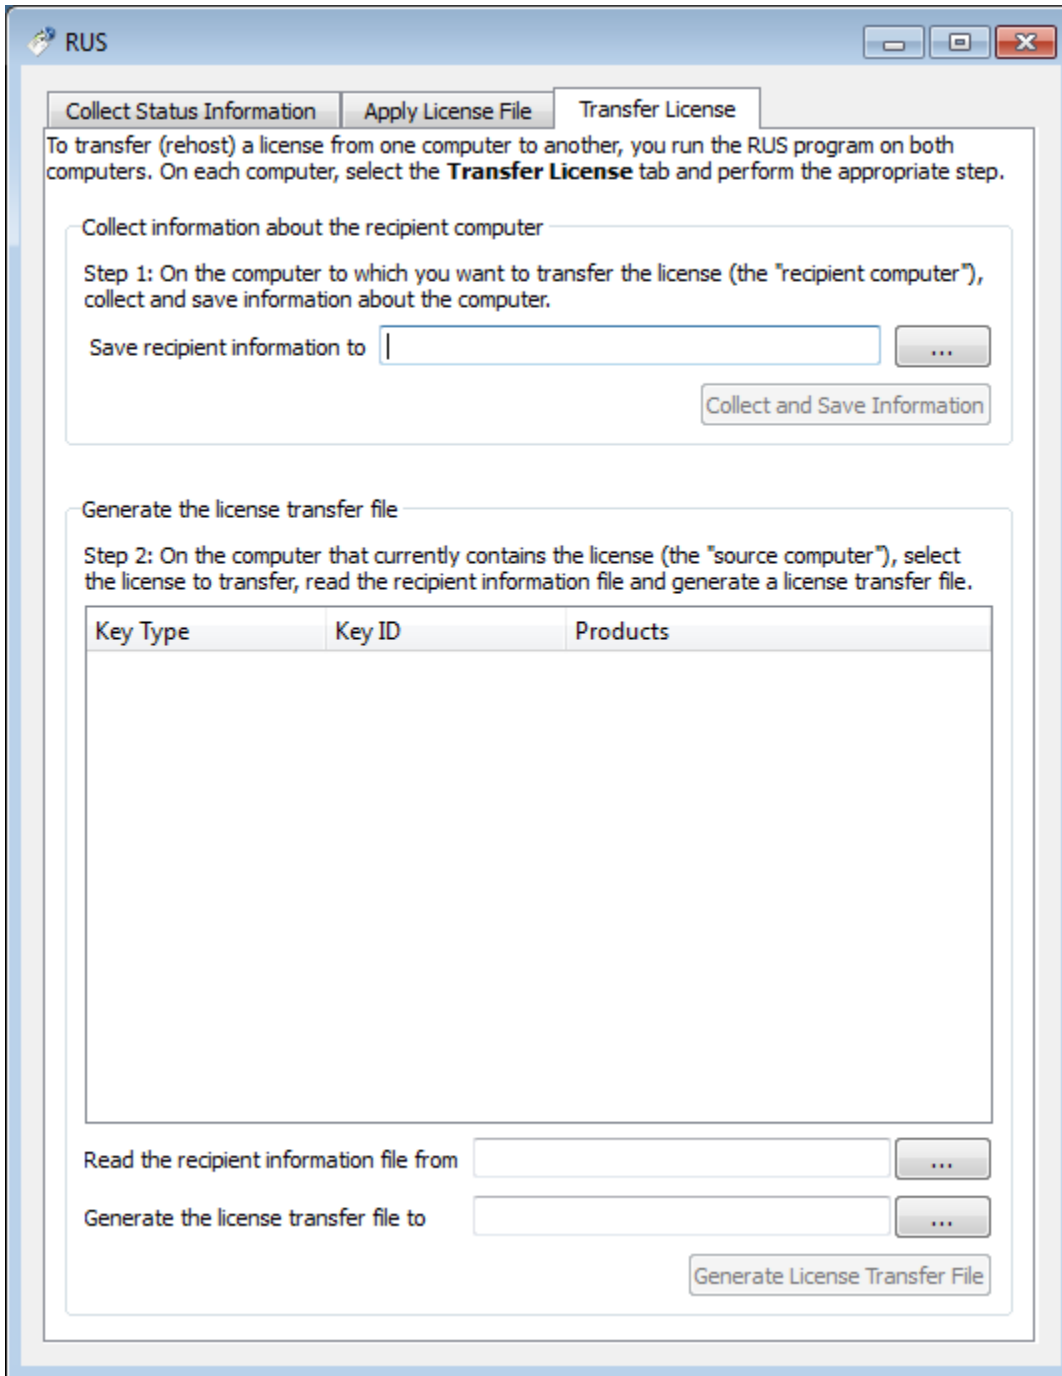 RUS
Collect Status Information
Apply License File
Transfer License
To transfer (rehost) a license from one computer to another, you run the RUS program on both
computers. On each computer, select the Transfer License tab and perform the appropriate step.
Collect information about the recipient computer
Step 1: On the computer to which you want to transfer the license (the "recipient computer"),
collect and save information about the computer.
Save recipient information to
...
Collect and Save Information
Generate the license transfer file
Step 2: On the computer that currently contains the license (the "source computer"), select
the license to transfer, read the recipient information file and generate a license transfer file.
Key Type
Key ID
Products
Read the recipient information file from
...
Generate the license transfer file to
...
Generate License Transfer File